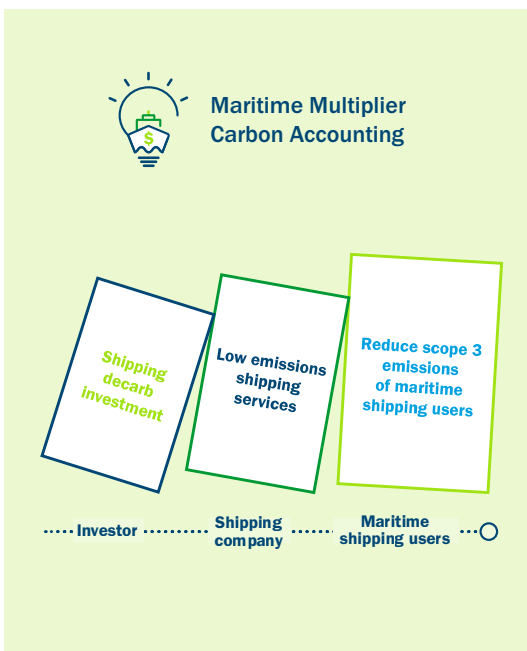 Maritime Multiplier
Carbon Accounting
$
Shipping
decarb
investment
Low emissions
shipping
services
Reduce scope 3
emissions
of maritime
shipping users
Investor
Shipping
company
Maritime
shipping users